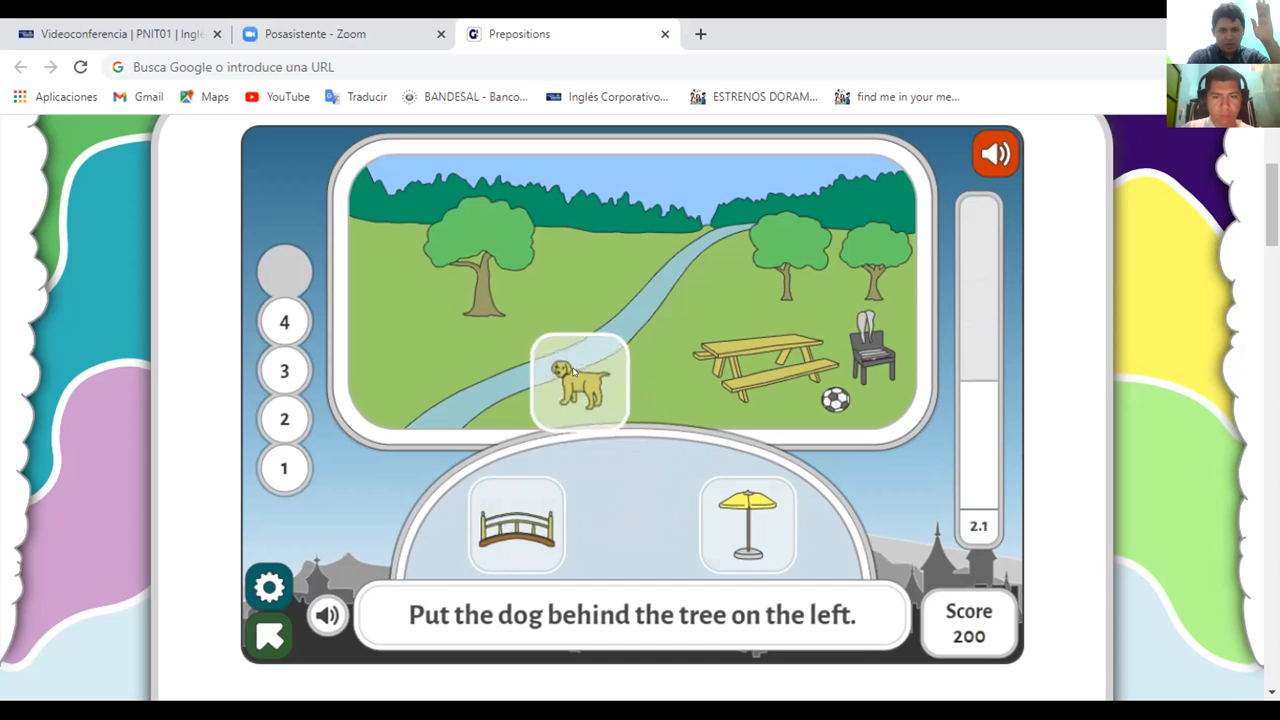 Videoconferencia | PNIT01 | Ingl
Posasistente - Zoom
Prepositions
Busca Google o introduce una URL
Aplicaciones
Gmail
Maps
YouTube
Traducir
BANDESAL - Banco...
Inglés Corporativo...
ESTRENOS DORAM...
find me in your me...
4
3
2
1
2.1
Put the dog behind the tree on the left.
Score
200